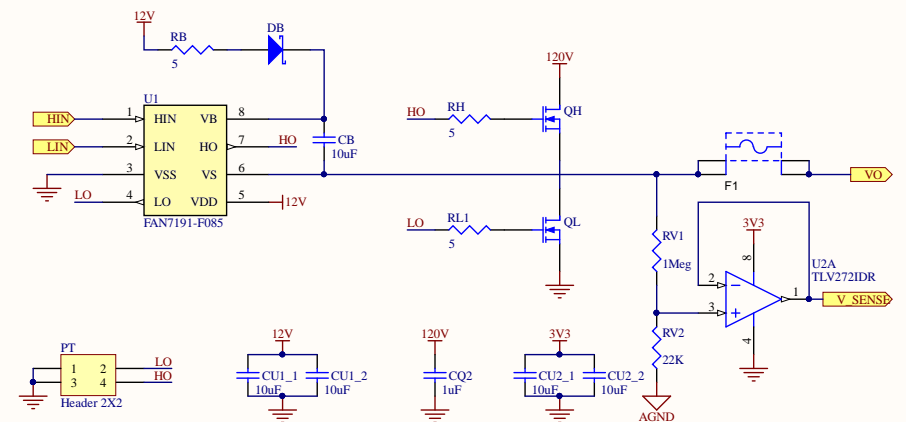 12V
RB
5
DB
U1
HIN
LIN
1
2
3
4
HIN
LIN
VSS
LO
VB
HO
VS
VDD
8
7
6
5
HO
LO
12V
FAN7191-F085
CB
10uF
120V
HO
RH
5
QH
LO
RL1
5
QL
F1
VO
RV1
1Meg
RV2
22K
AGND
3V3
U2A
TLV272IDR
8
2
3
1
4
V_SENSE
PT
1 2
3 4
LO
HO
Header 2X2
12V
CU1_1
10uF
CU1_2
10uF
120V
CQ2
1uF
3V3
CU2_1
10uF
CU2_2
10uF